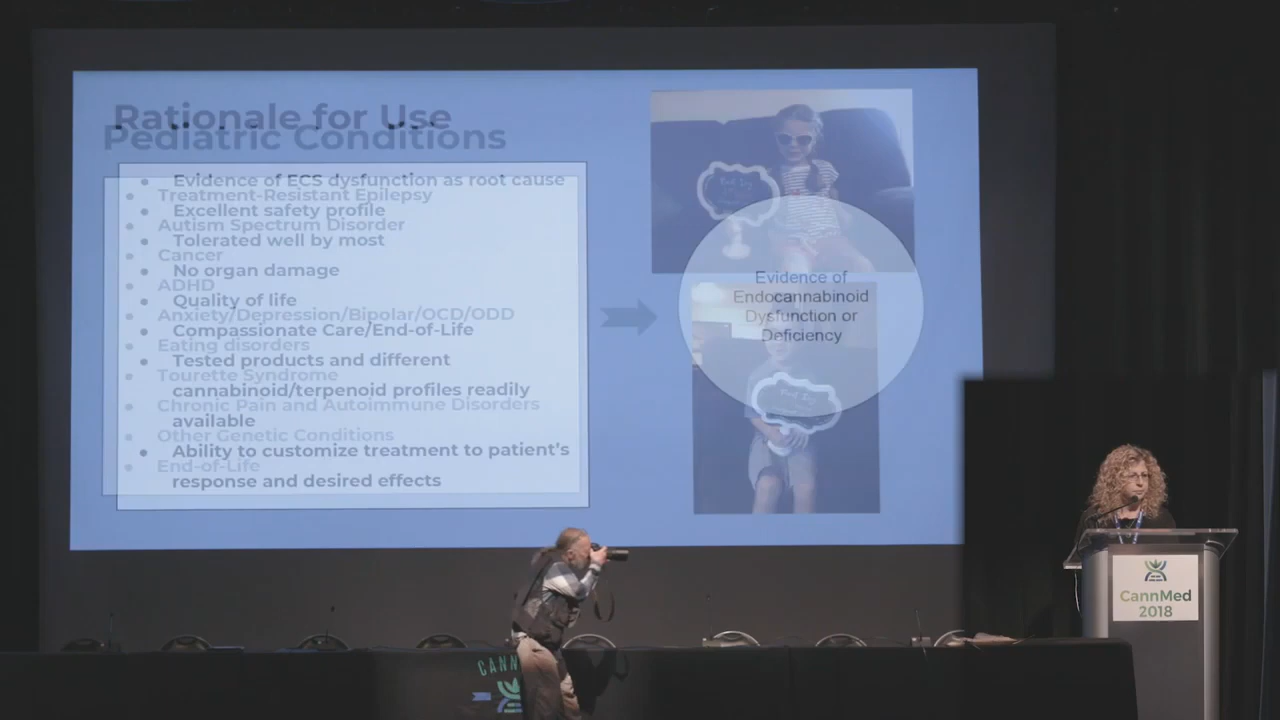 Rationale for Use
Pediatric Conditions
Evidence of ECS dysfunction as root cause
Treatment-Resistant Epilepsy
Excellent safety profile
Autism Spectrum Disorder
Tolerated well by most
Cancer
No organ damage
ADHD
Quality of life
Anxiety/Depression/Bipolar/OCD/ODD
Compassionate Care/End-of-Life
Eating disorders
Tested products and different
Tourette Syndrome
cannabinoid/terpenoid profiles readily
Chronic Pain and Autoimmune Disorders
available
Other Genetic Conditions
Ability to customize treatment to patient's
End-of-Life
response and desired effects
Evidence of
Endocannabinoid
Dysfunction or
Deficiency
CannMed
2018
CANN